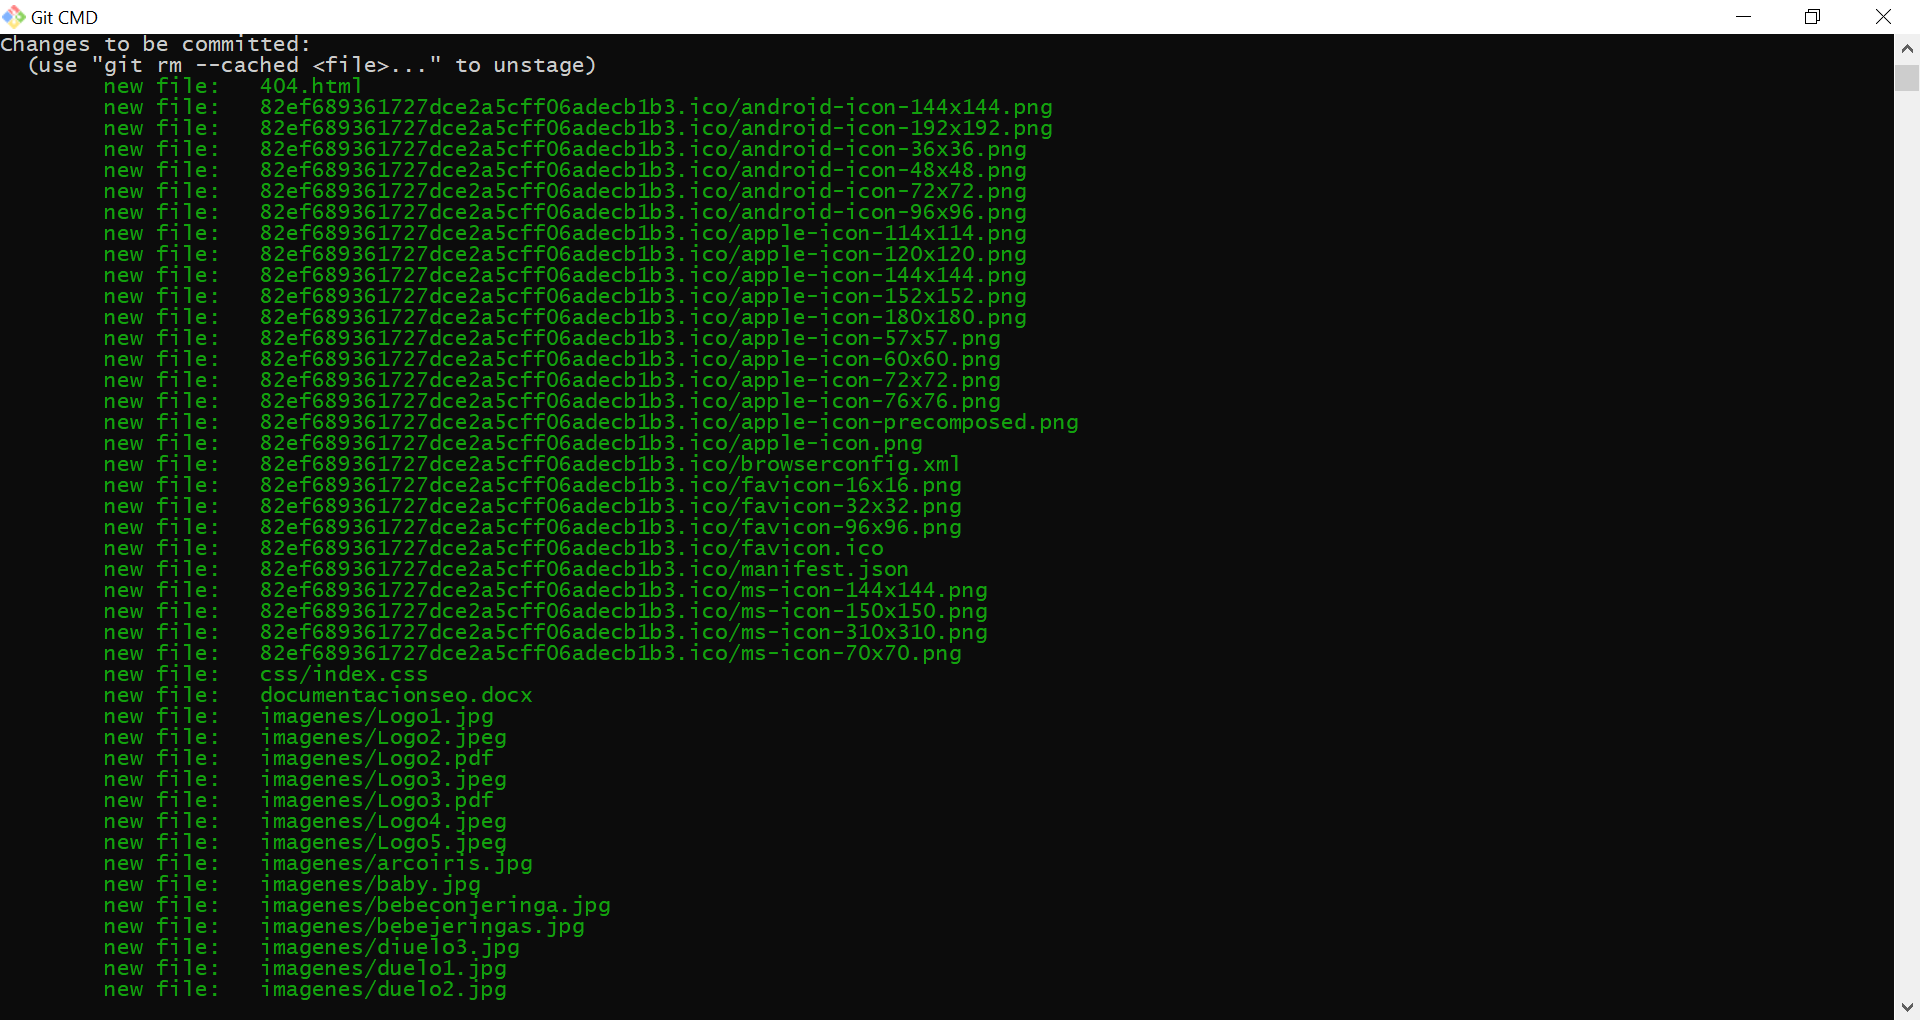 Git CMD
Changes to be committed:
  (use "git rm --cached <file>..." to unstage)
        new file:   404.html
        new file:   82ef689361727dce2a5cff06adecb1b3.ico/android-icon-144x144.png
        new file:   82ef689361727dce2a5cff06adecb1b3.ico/android-icon-192x192.png
        new file:   82ef689361727dce2a5cff06adecb1b3.ico/android-icon-36x36.png
        new file:   82ef689361727dce2a5cff06adecb1b3.ico/android-icon-48x48.png
        new file:   82ef689361727dce2a5cff06adecb1b3.ico/android-icon-72x72.png
        new file:   82ef689361727dce2a5cff06adecb1b3.ico/android-icon-96x96.png
        new file:   82ef689361727dce2a5cff06adecb1b3.ico/apple-icon-114x114.png
        new file:   82ef689361727dce2a5cff06adecb1b3.ico/apple-icon-120x120.png
        new file:   82ef689361727dce2a5cff06adecb1b3.ico/apple-icon-144x144.png
        new file:   82ef689361727dce2a5cff06adecb1b3.ico/apple-icon-152x152.png
        new file:   82ef689361727dce2a5cff06adecb1b3.ico/apple-icon-180x180.png
        new file:   82ef689361727dce2a5cff06adecb1b3.ico/apple-icon-57x57.png
        new file:   82ef689361727dce2a5cff06adecb1b3.ico/apple-icon-60x60.png
        new file:   82ef689361727dce2a5cff06adecb1b3.ico/apple-icon-72x72.png
        new file:   82ef689361727dce2a5cff06adecb1b3.ico/apple-icon-76x76.png
        new file:   82ef689361727dce2a5cff06adecb1b3.ico/apple-icon-precomposed.png
        new file:   82ef689361727dce2a5cff06adecb1b3.ico/apple-icon.png
        new file:   82ef689361727dce2a5cff06adecb1b3.ico/browserconfig.xml
        new file:   82ef689361727dce2a5cff06adecb1b3.ico/favicon-16x16.png
        new file:   82ef689361727dce2a5cff06adecb1b3.ico/favicon-32x32.png
        new file:   82ef689361727dce2a5cff06adecb1b3.ico/favicon-96x96.png
        new file:   82ef689361727dce2a5cff06adecb1b3.ico/favicon.ico
        new file:   82ef689361727dce2a5cff06adecb1b3.ico/manifest.json
        new file:   82ef689361727dce2a5cff06adecb1b3.ico/ms-icon-144x144.png
        new file:   82ef689361727dce2a5cff06adecb1b3.ico/ms-icon-150x150.png
        new file:   82ef689361727dce2a5cff06adecb1b3.ico/ms-icon-310x310.png
        new file:   82ef689361727dce2a5cff06adecb1b3.ico/ms-icon-70x70.png
        new file:   css/index.css
        new file:   documentacionseo.docx
        new file:   imagenes/Logo1.jpg
        new file:   imagenes/Logo2.jpeg
        new file:   imagenes/Logo2.pdf
        new file:   imagenes/Logo3.jpeg
        new file:   imagenes/Logo3.pdf
        new file:   imagenes/Logo4.jpeg
        new file:   imagenes/Logo5.jpeg
        new file:   imagenes/arcoiris.jpg
        new file:   imagenes/baby.jpg
        new file:   imagenes/bebeconjeringa.jpg
        new file:   imagenes/bebejeringas.jpg
        new file:   imagenes/diuelo3.jpg
        new file:   imagenes/duelo1.jpg
        new file:   imagenes/duelo2.jpg